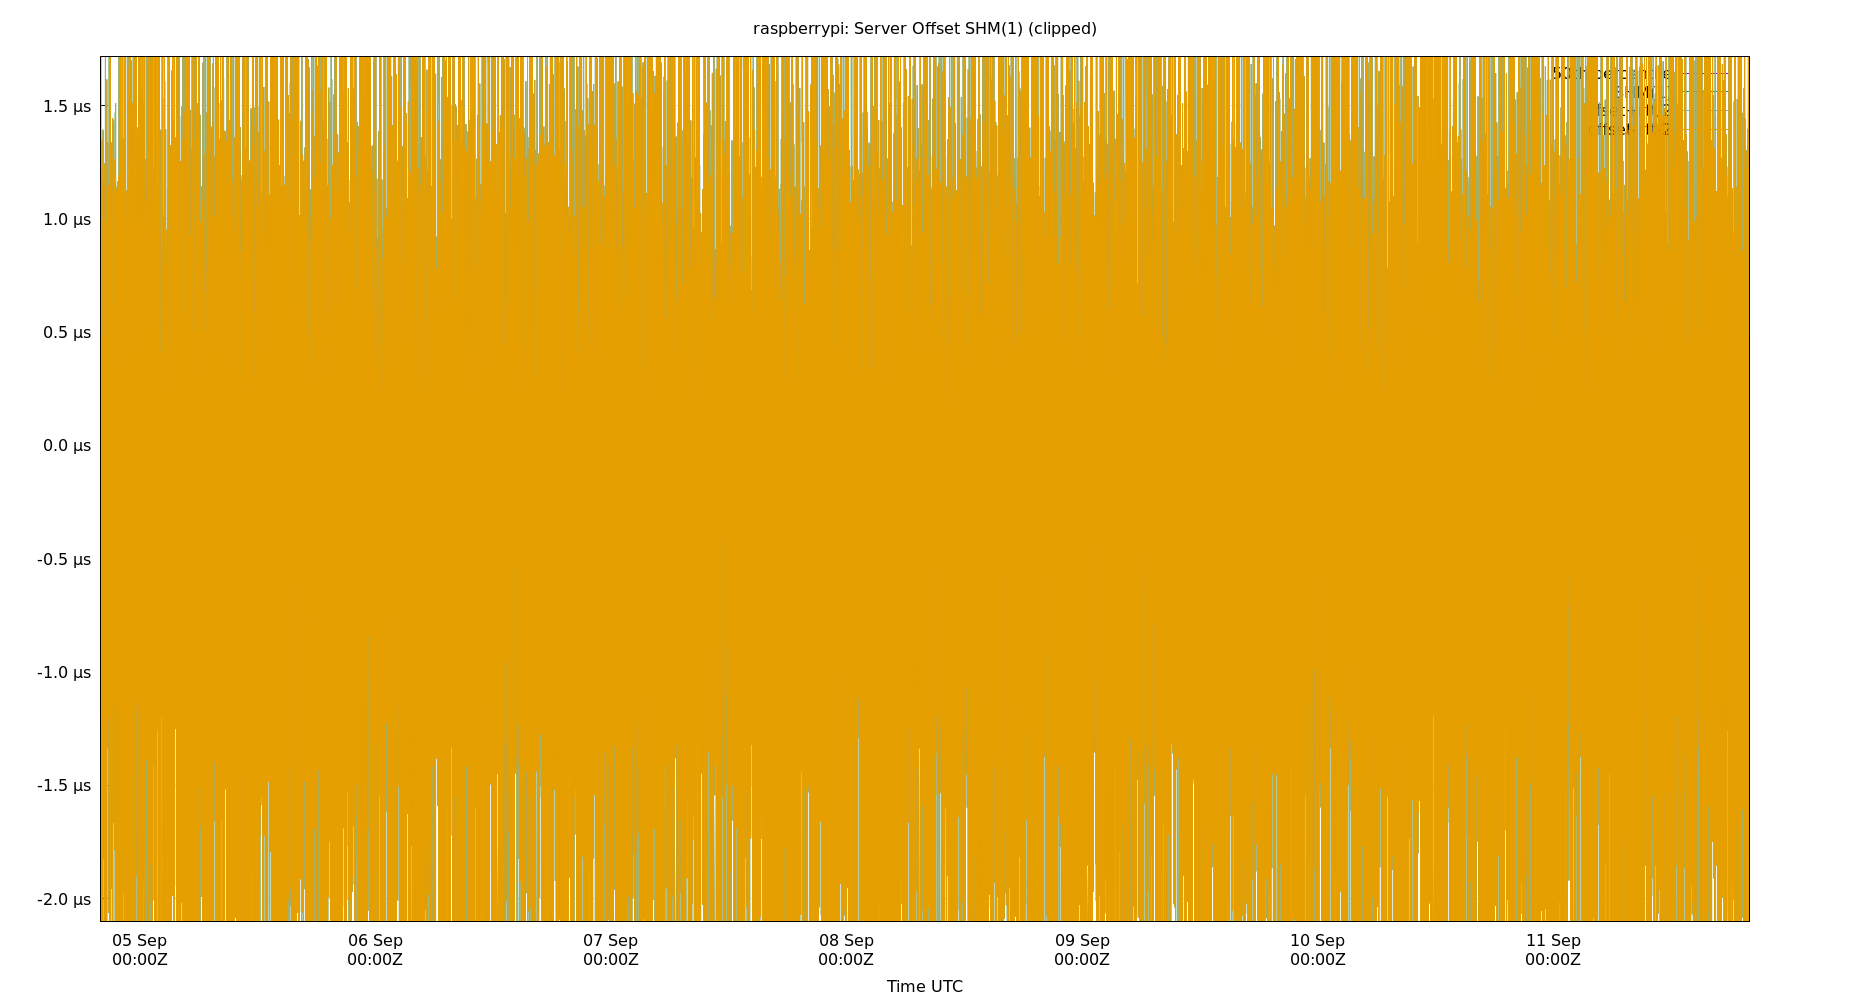 raspberrypi: Server Offset SHM(1) (clipped)
1.5 µs
1.0 µs
0.5 µs
0.0 µs
-0.5 µs
-1.0 µs
-1.5 µs
-2.0 µs
05 Sep 06 Sep 07 Sep 08 Sep 09 Sep 10 Sep 11 Sep
00:00Z 00:00Z 00:00Z 00:00Z 00:00Z 00:00Z 00:00Z
Time UTC